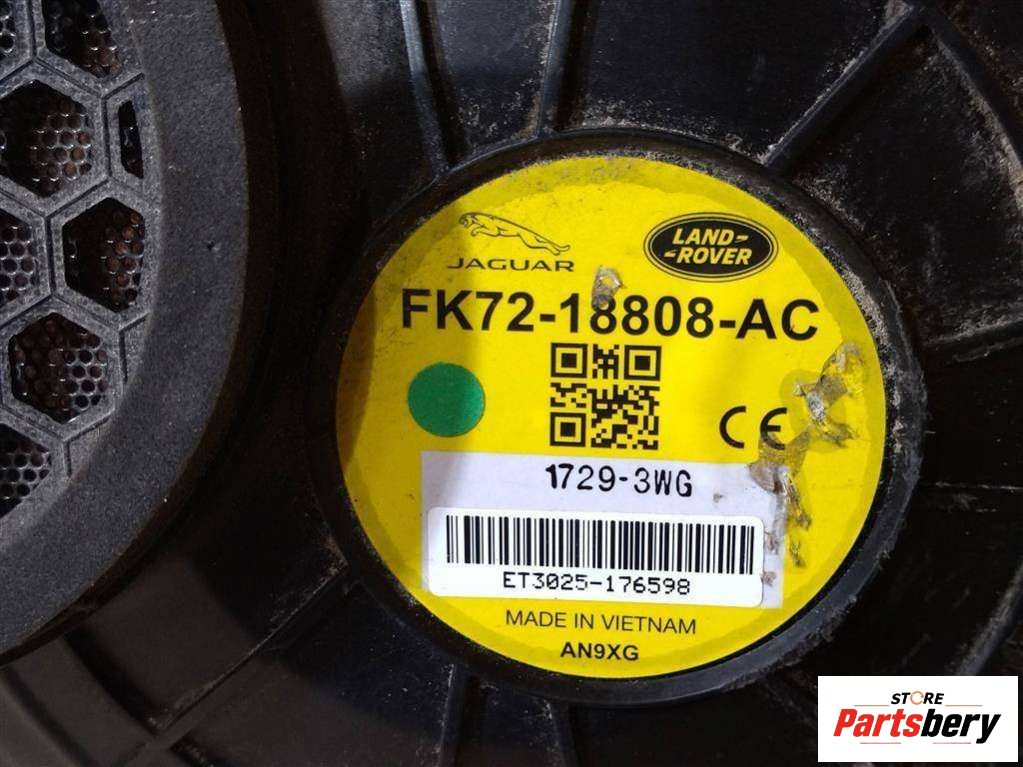 JAGUAR
LAND-
-ROVER
FK72-18808-AC
CE
1729-3WG
ET3025-176598
MADE IN VIETNAM
AN9XG
STORE
Partsbery